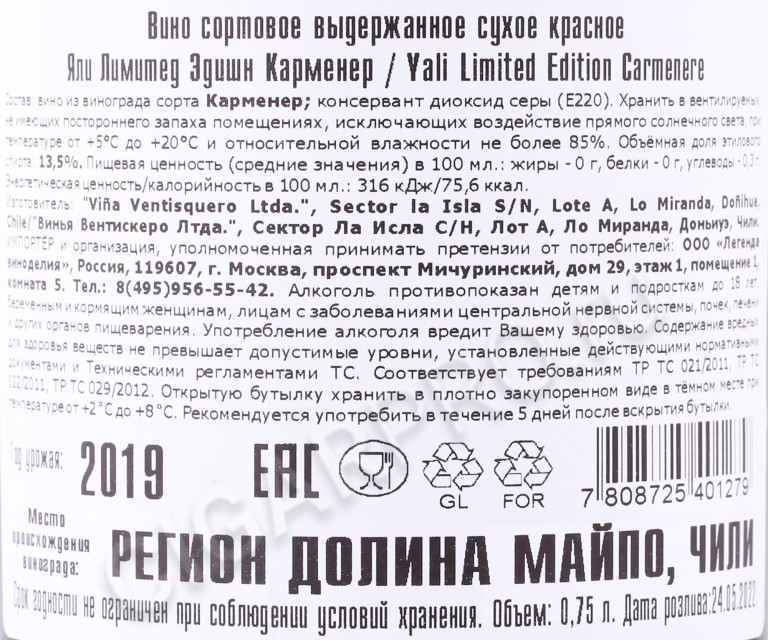 Вино сортовое выдержанное сухое красное
Яли Лимитед Эдишн Карменер / Yali Limited Edition Carmenere
Состав: вино из винограда сорта Карменер; консервант диоксид серы (Е220). Хранить в вентилируемых,
не имеющих постороннего запаха помещениях, исключающих воздействие прямого солнечного света, при
температуре от +5°С до +20°С и относительной влажности не более 85%. Объёмная доля этилового
спирта: 13,5%. Пищевая ценность (средние значения) в 100 мл.: жиры - 0 г, белки - 0 г, углеводы - 0,3 г.
Энергетическая ценность/калорийность в 100 мл.: 316 кДж/75,6 ккал.
Изготовитель: "Viña Ventisquero Ltda.", Sector la Isla S/N, Lote A, Lo Miranda, Doñihue,
Chile/"Винья Вентискеро Лтда.", Сектор Ла Исла С/Н, Лот А, Ло Миранда, Доньиуэ, Чили.
ИМПОРТЁР и организация, уполномоченная принимать претензии от потребителей: ООО «Легенда
виноделия», Россия, 119607, г. Москва, проспект Мичуринский, дом 29, этаж 1, помещение 1,
комната 5. Тел.: 8(495)956-55-42. Алкоголь противопоказан детям и подросткам до 18 лет,
беременным и кормящим женщинам, лицам с заболеваниями центральной нервной системы, почек, печени
и других органов пищеварения. Употребление алкоголя вредит Вашему здоровью. Содержание вредных
для здоровья веществ не превышает допустимые уровни, установленные действующими нормативными
документами и Техническими регламентами ТС. Соответствует требованиям ТР ТС 021/2011, ТР ТС
022/2011, ТР ТС 029/2012. Открытую бутылку хранить в плотно закупоренном виде в тёмном месте при
температуре от +2°С до +8°С. Рекомендуется употребить в течение 5 дней после вскрытия бутылки.
Год урожая: 2019
EAC
GL
FOR
7 808725 401279
Место
происхождения
винограда:
РЕГИОН ДОЛИНА МАЙПО, ЧИЛИ
Срок годности не ограничен при соблюдении условий хранения. Объем: 0,75 л. Дата розлива:24.05.2022
CIGARPRO.RU